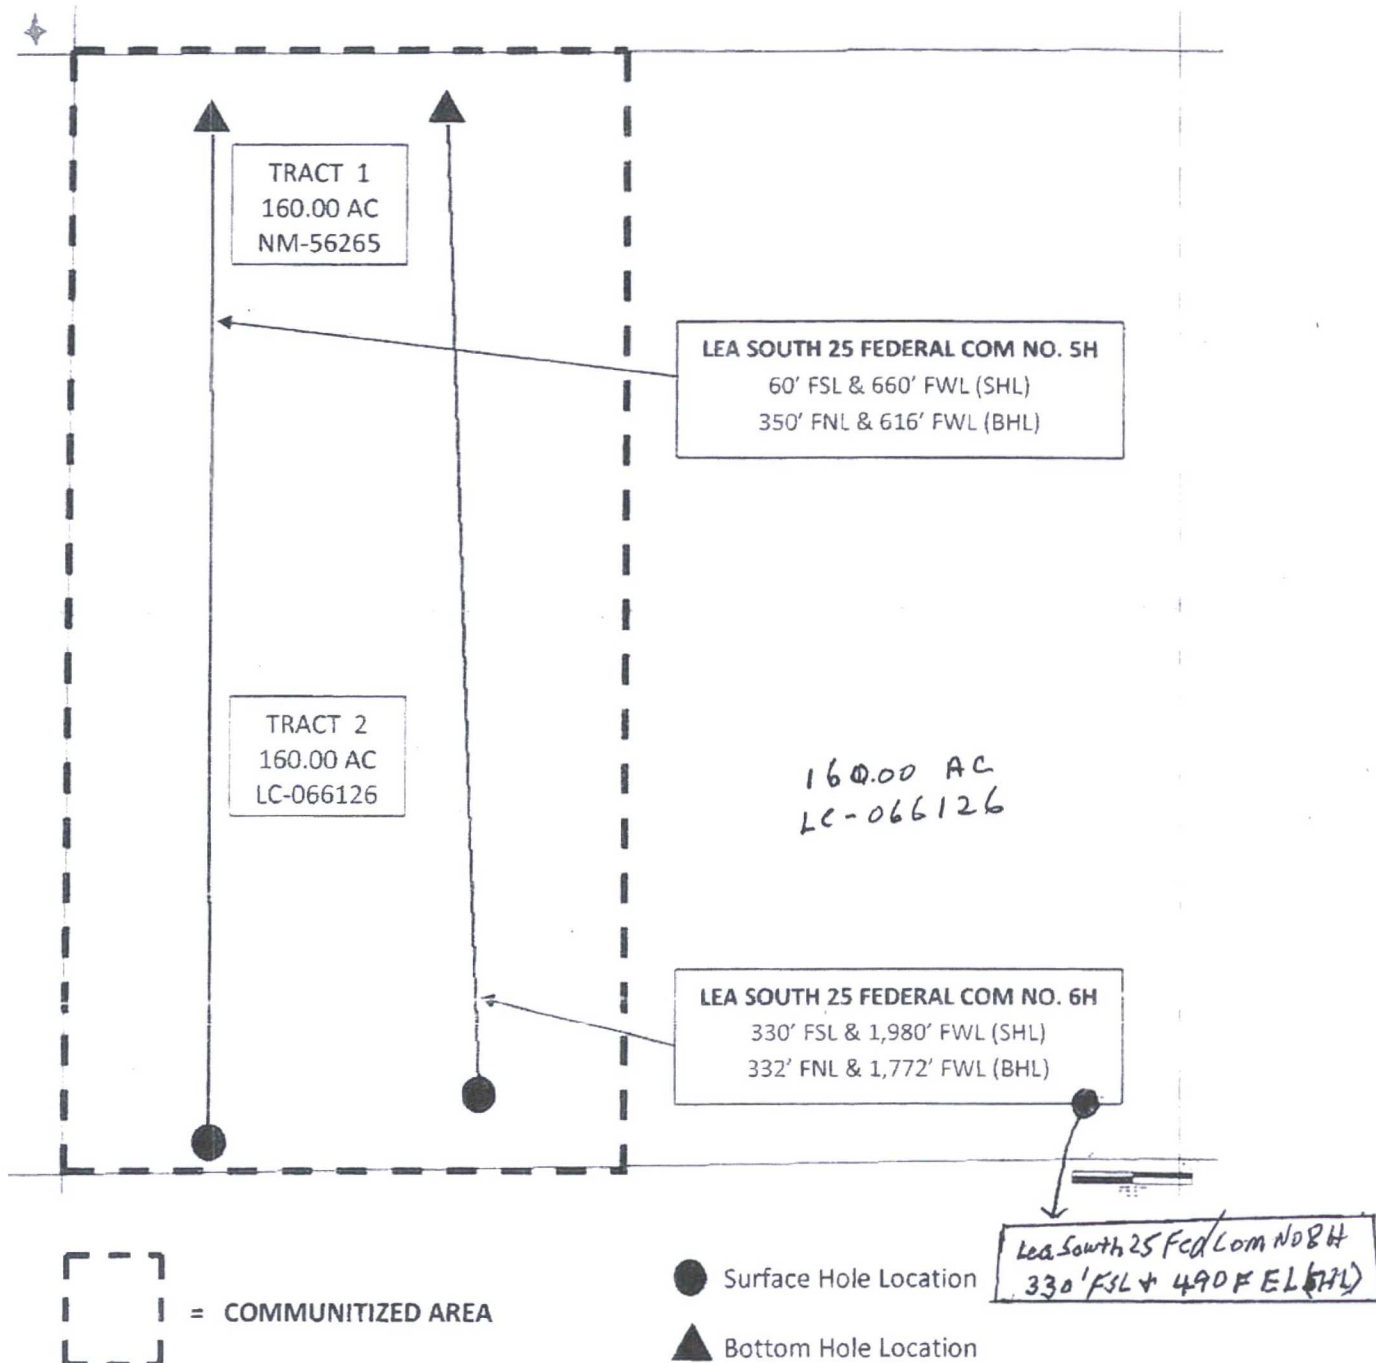 TRACT 1
160.00 AC
NM-56265
LEA SOUTH 25 FEDERAL COM NO. 5H
60' FSL & 660' FWL (SHL)
350' FNL & 616' FWL (BHL)
TRACT 2
160.00 AC
LC-066126
160.00 AC
LC-066126
LEA SOUTH 25 FEDERAL COM NO. 6H
330' FSL & 1,980' FWL (SHL)
332' FNL & 1,772' FWL (BHL)
Lea South 25 Fed Com No 8H
330' FSL + 490 F EL (SHL)
= COMMUNITIZED AREA
Surface Hole Location
Bottom Hole Location